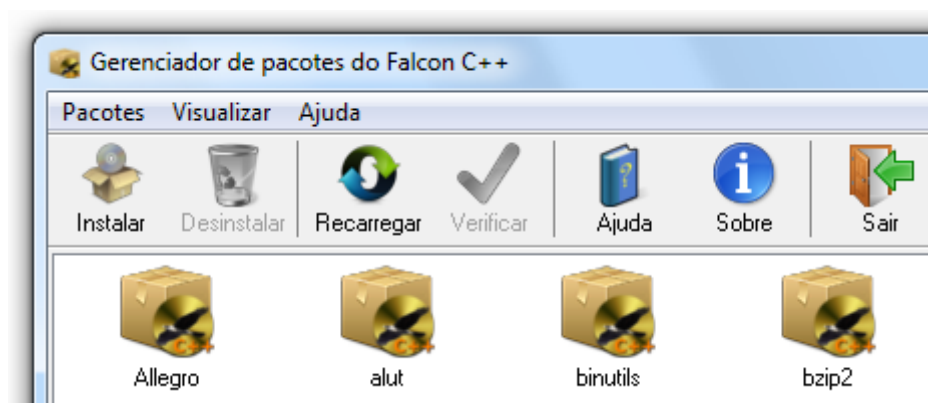 Gerenciador de pacotes do Falcon C++
Pacotes Visualizar Ajuda
Instalar Desinstalar Recarregar Verificar Ajuda Sobre Sair
C++ C++ C++ C++
Allegro alut binutils bzip2